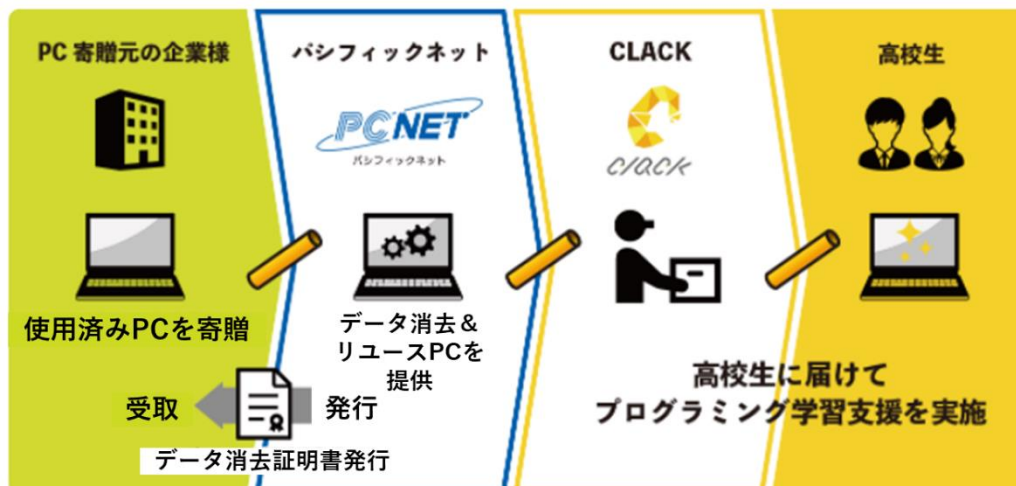 PC 寄贈元の企業様
パシフィックネット
CLACK
高校生
PC NET
パシフィックネット
clack
使用済みPCを寄贈
データ消去&
リユースPCを
提供
高校生に届けて
プログラミング学習支援を実施
受取
発行
データ消去証明書発行